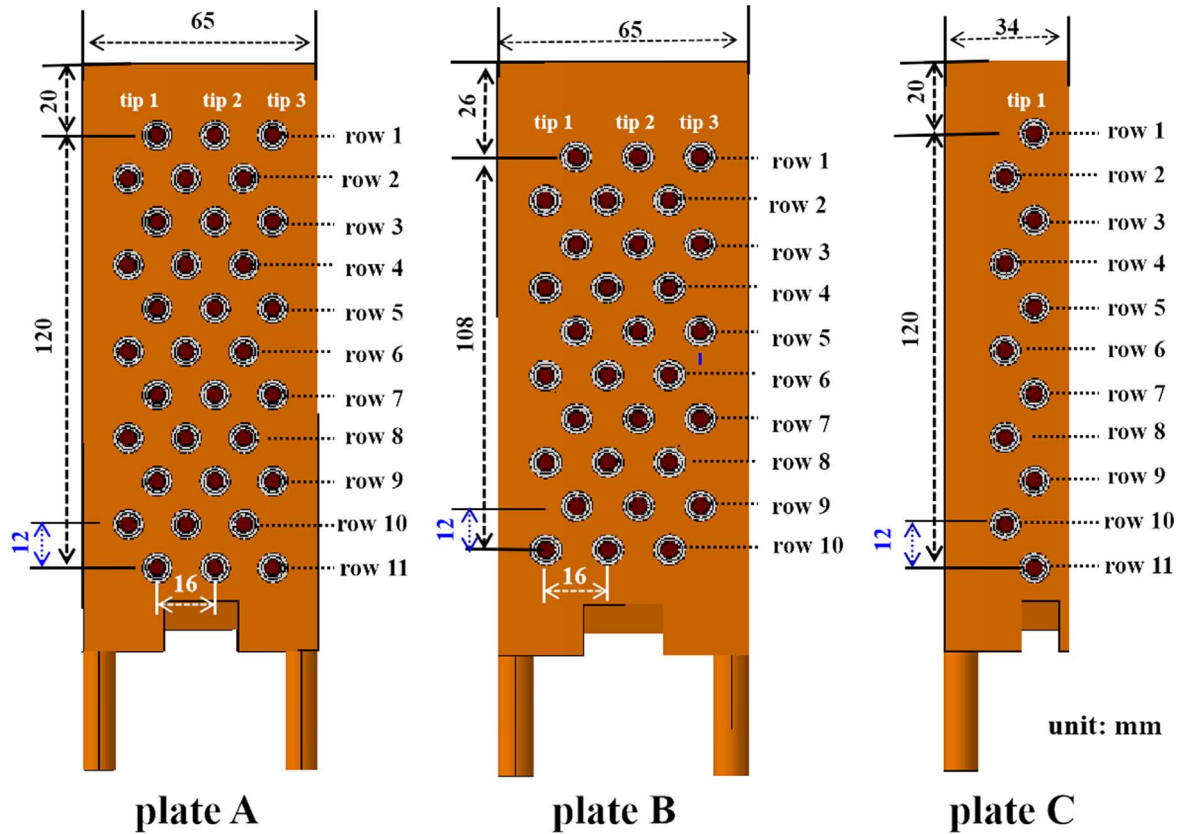 65
20
tip 1 tip 2 tip 3
row 1
row 2
row 3
row 4
row 5
row 6
row 7
row 8
row 9
row 10
row 11
120
12
16
plate A
65
26
tip 1 tip 2 tip 3
row 1
row 2
row 3
row 4
row 5
row 6
row 7
row 8
row 9
row 10
108
12
16
plate B
34
20
tip 1
row 1
row 2
row 3
row 4
row 5
row 6
row 7
row 8
row 9
row 10
row 11
120
12
unit: mm
plate C